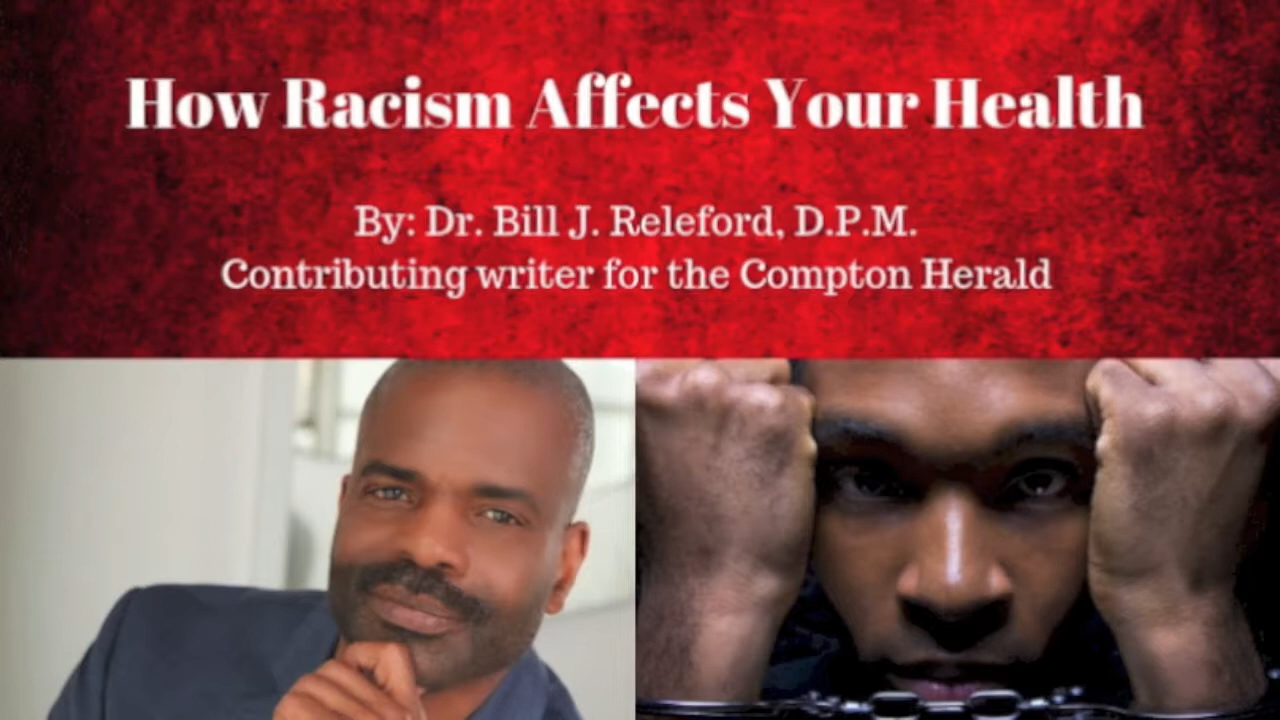 How Racism Affects Your Health
By: Dr. Bill J. Releford, D.P.M.
Contributing writer for the Compton Herald